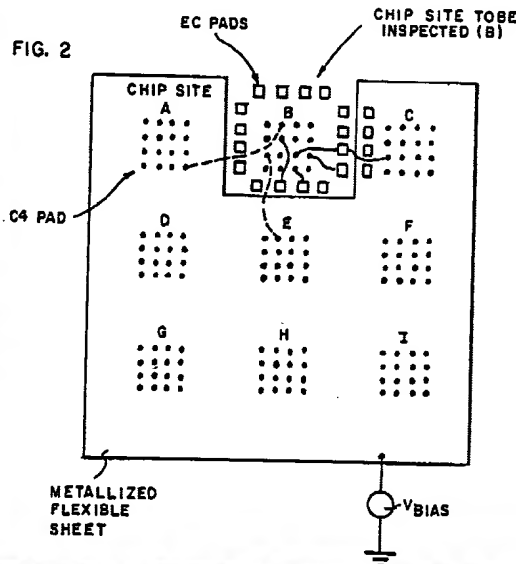 FIG. 2
EC PADS
CHIP SITE TOBE
INSPECTED (B)
CHIP SITE
A
B
C
C4 PAD
D
E
F
G
H
I
METALLIZED
FLEXIBLE
SHEET
VBIAS